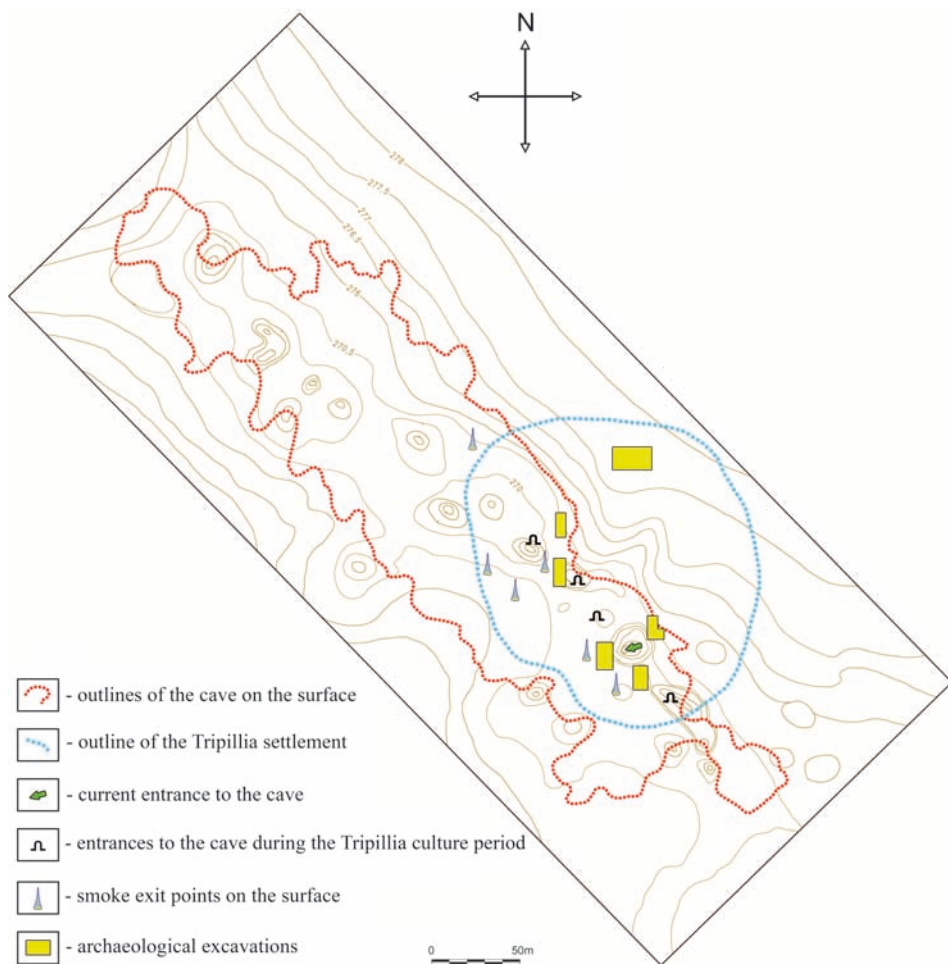 N
278
277,5
277
276,5
276
270,5
270
- outlines of the cave on the surface
- outline of the Tripillia settlement
- current entrance to the cave
- entrances to the cave during the Tripillia culture period
- smoke exit points on the surface
- archaeological excavations
0 50m